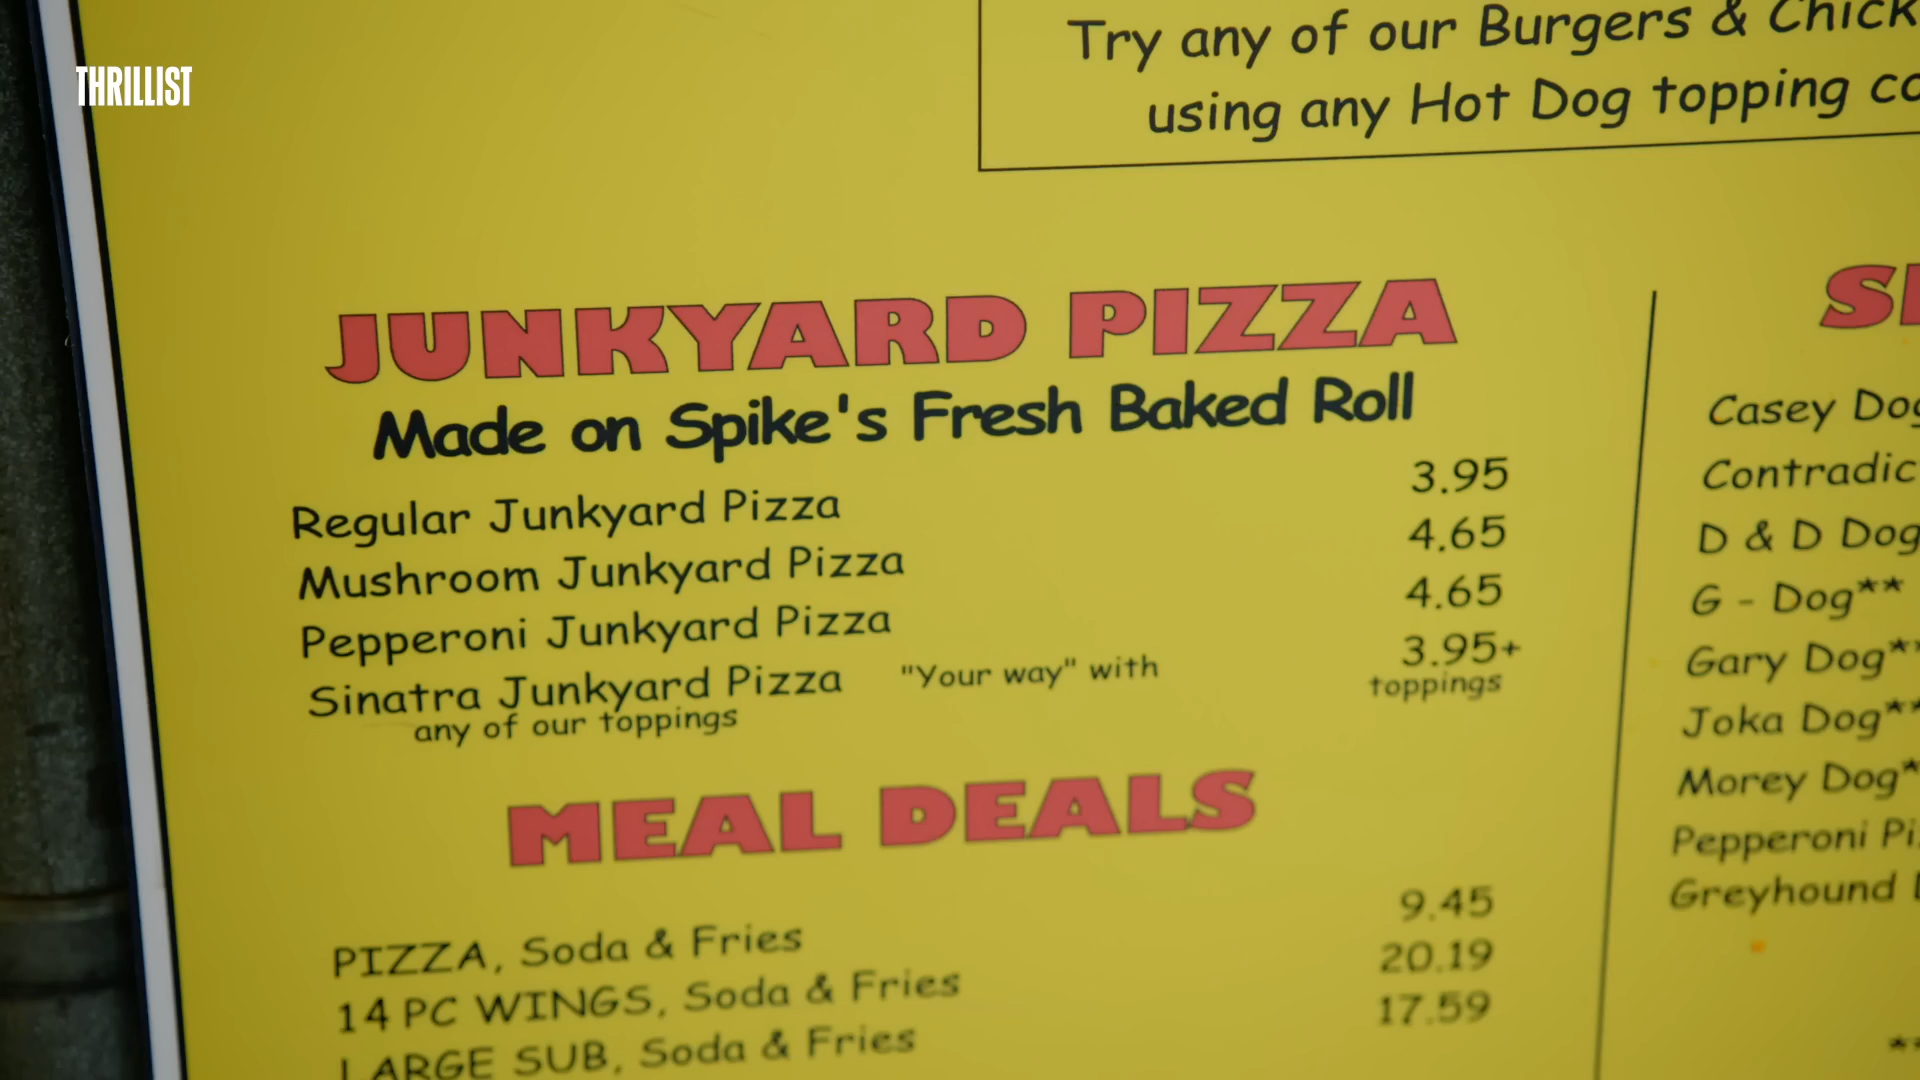 THRILLIST
Try any of our Burgers &
using any Hot Dog topping
JUNKYARD PIZZA
Made on Spike's Fresh Baked Roll
Regular Junkyard Pizza 3.95
Mushroom Junkyard Pizza 4.65
Pepperoni Junkyard Pizza 4.65
Sinatra Junkyard Pizza "Your way" with 3.95+
any of our toppings toppings
MEAL DEALS
PIZZA, Soda & Fries 9.45
14 PC WINGS, Soda & Fries 20.19
LARGE SUB, Soda & Fries 17.59
Casey Dog
D & D Dog
G - Dog**
Gary Dog**
Joka Dog**
Morey Dog*
Pepperoni
Greyhound
**